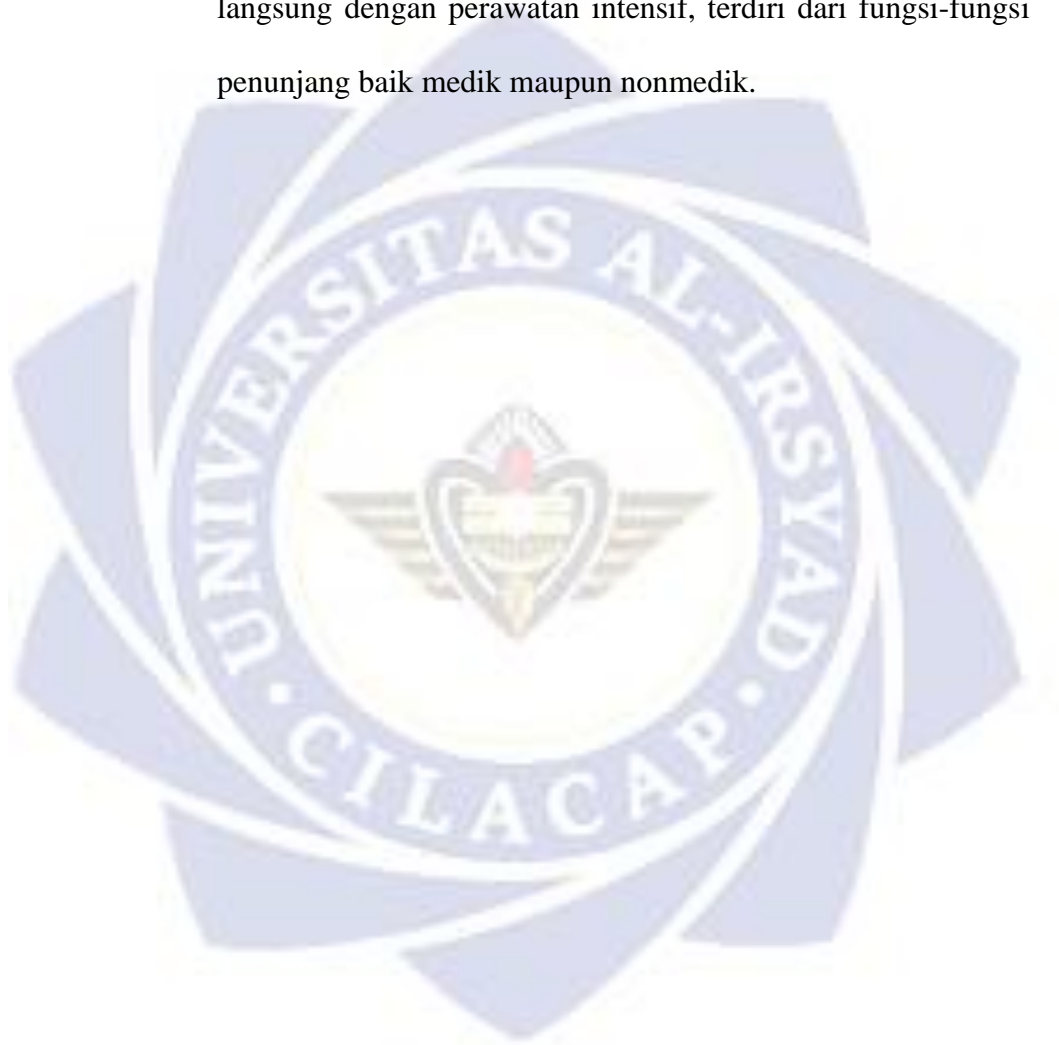 langsung dengan perawatan intensif, terdiri dari fungsi-fungsi
penunjang baik medik maupun nonmedik.
UNIVERSITAS AL-IRSYAD
• CILACAP •